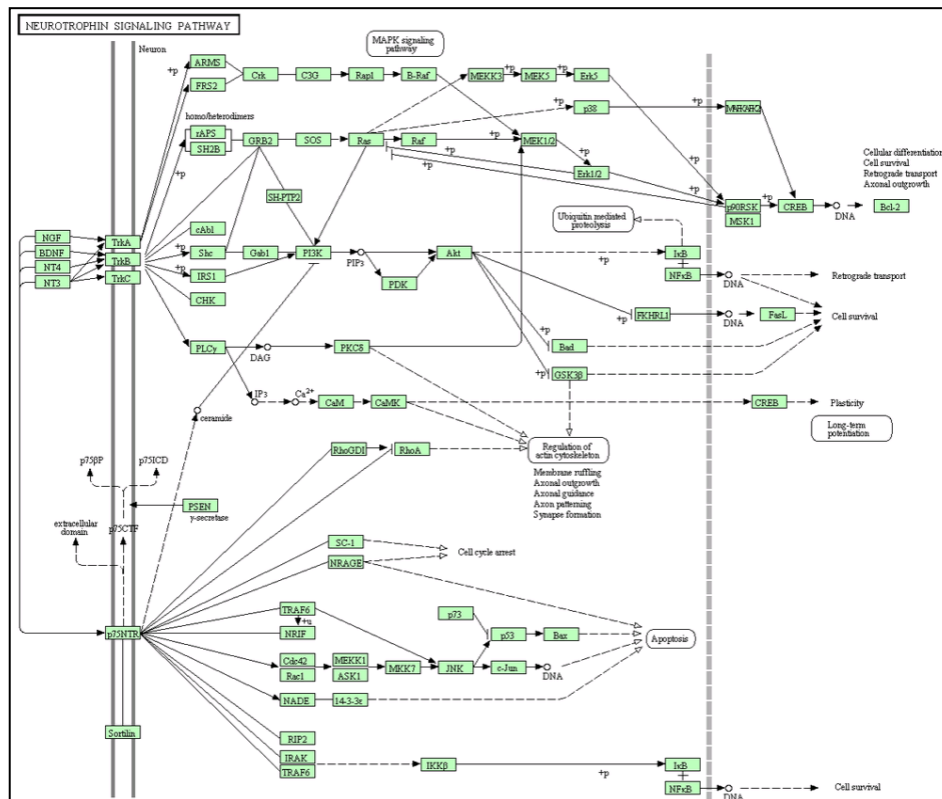 NEUROTROPHIN SIGNALING PATHWAY
Neuron
MAPK signaling
pathway
ARMS
FRS2
+p
Crk
C3G
Rap1
B-Raf
MEKK3
+p
MEK5
+p
Erk5
+p
p38
+p
+p
homo/heterodimers
rAPS
SH2B
+p
GRB2
SOS
Ras
Raf
+p
MEK1/2
+p
+p
+p
Erk1/2
+p
p90RSK
MSK1
+p
CREB
DNA
Bcl-2
Cellular differentiation
Cell survival
Retrograde transport
Axonal outgrowth
SH-PTP2
Ubiquitin mediated
proteolysis
NGF
BDNF
NT4
NT3
TrkA
TrkB
TrkC
cAbl
+p
Shc
Gab1
PI3K
PIP3
Akt
+p
IκB
+p
IRS1
PDK
NFκB
DNA
Retrograde transport
CHK
+p
FKHRL1
DNA
FasL
Cell survival
PLCγ
DAG
PKCδ
+p
Bad
+p
GSK3β
IP3
Ca2+
CaM
CaMK
CREB
Plasticity
ceramide
Long-term
potentiation
RhoGDI
RhoA
Regulation of
actin cytoskeleton
Membrane ruffling
Axonal outgrowth
Axonal guidance
Axon patterning
Synapse formation
p75βP
p75ICD
PSEN
γ-secretase
extracellular
domain
p75CTF
SC-1
NRAGE
Cell cycle arrest
p75NTR
TRAF6
+u
NRIF
p73
p53
Bax
Apoptosis
Cdc42
Rac1
MEKK1
ASK1
MKK7
JNK
c-Jun
DNA
NADE
14-3-3ε
Sortilin
RIP2
IRAK
TRAF6
IKKβ
+p
IκB
NFκB
DNA
Cell survival